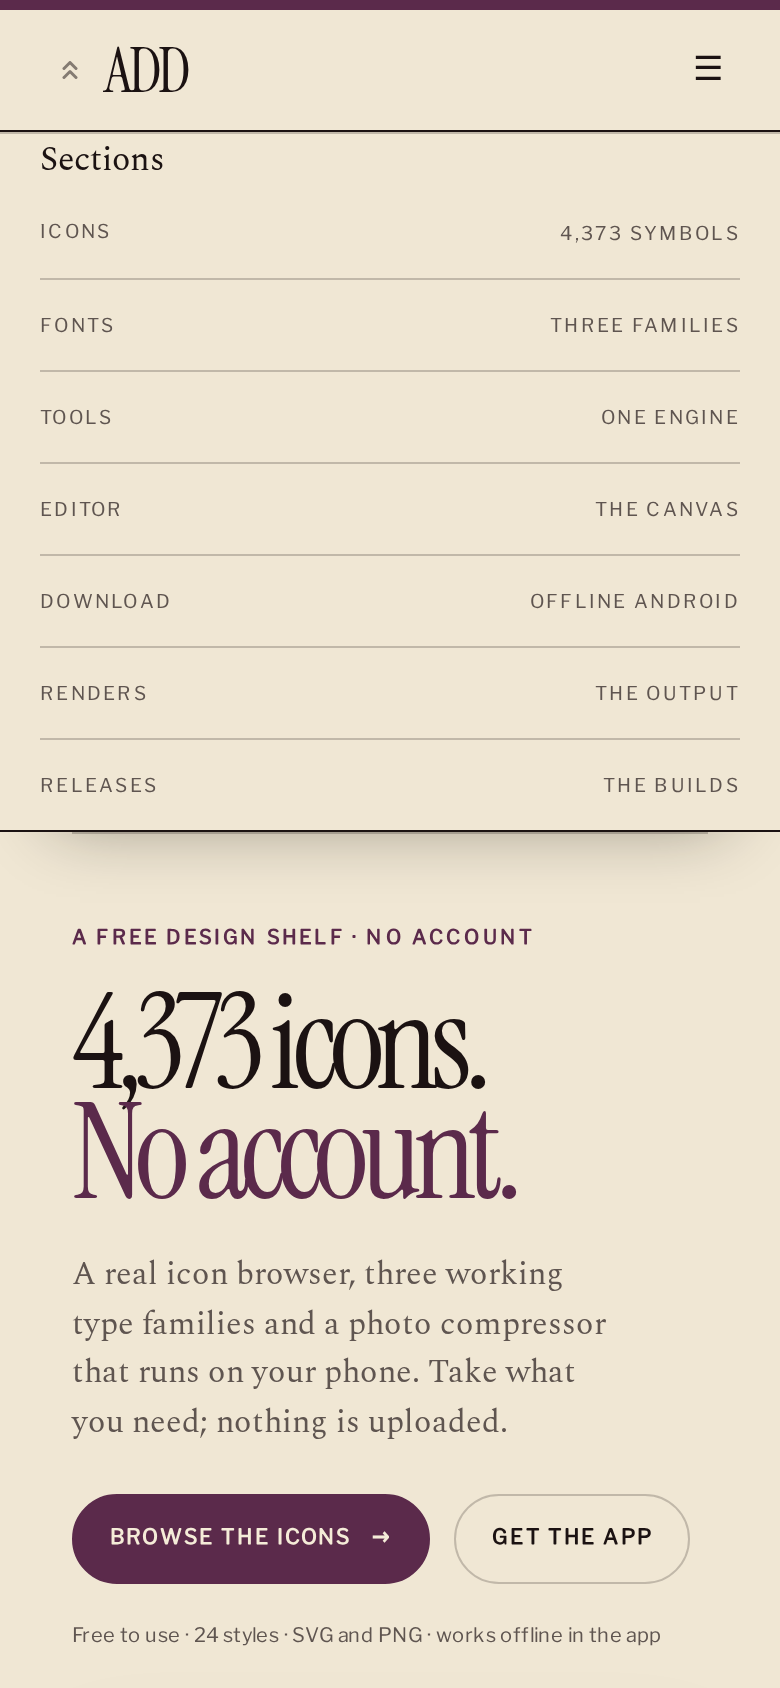 ADD
Sections
ICONS 4,373 SYMBOLS
FONTS THREE FAMILIES
TOOLS ONE ENGINE
EDITOR THE CANVAS
DOWNLOAD OFFLINE ANDROID
RENDERS THE OUTPUT
RELEASES THE BUILDS
A FREE DESIGN SHELF · NO ACCOUNT
4,373 icons.
No account.
A real icon browser, three working
type families and a photo compressor
that runs on your phone. Take what
you need; nothing is uploaded.
BROWSE THE ICONS → GET THE APP
Free to use · 24 styles · SVG and PNG · works offline in the app